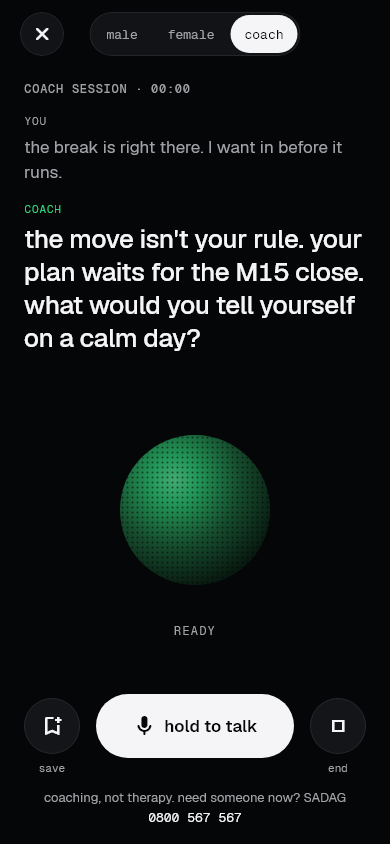 male female coach
COACH SESSION · 00:00
YOU
the break is right there. I want in before it
runs.
COACH
the move isn't your rule. your
plan waits for the M15 close.
what would you tell yourself
on a calm day?
READY
hold to talk
save end
coaching, not therapy. need someone now? SADAG
0800 567 567